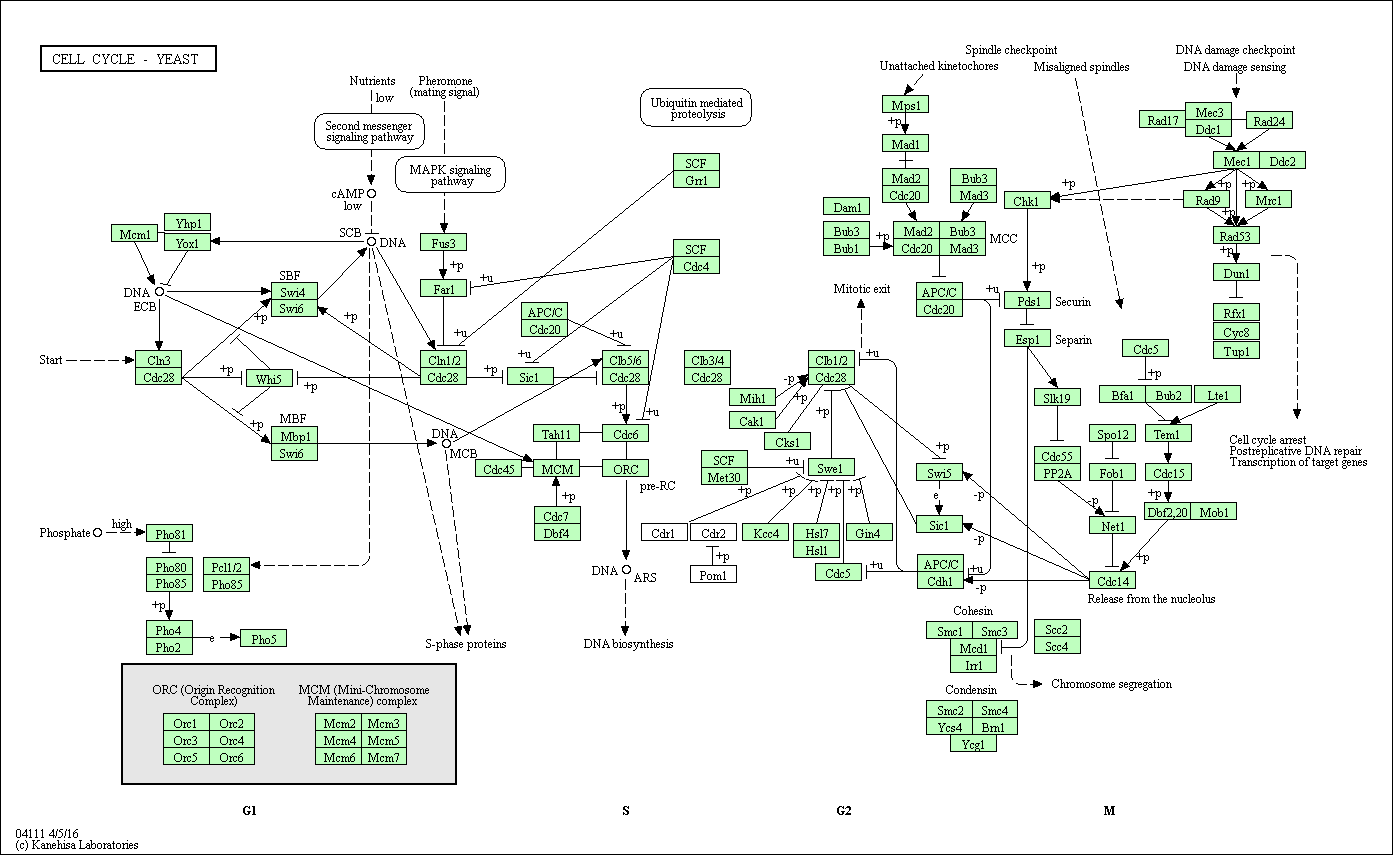 CELL CYCLE - YEAST
Nutrients
low
Pheromone
(mating signal)
Second messenger
signaling pathway
MAPK signaling
pathway
cAMP
low
Ubiquitin mediated
proteolysis
Spindle checkpoint
Unattached kinetochores
Misaligned spindles
DNA damage checkpoint
DNA damage sensing
Mps1
+p
Mad1
Mad2
Cdc20
Bub3
Mad3
Dam1
Bub3
Bub1
+p
Mad2
Bub3
Cdc20
Mad3
MCC
Rad17
Mec3
Ddc1
Rad24
Mec1
Ddc2
+p
Chk1
+p
+p
Rad9
Mrc1
+p
Rad53
+p
Dun1
Rfx1
Cyc8
Tup1
SCF
Grr1
SCF
Cdc4
Mcm1
Yhp1
Yox1
SCB
DNA
Fus3
+p
Far1
+u
+u
DNA
ECB
SBF
Swi4
Swi6
+p
+p
APC/C
Cdc20
+u
+u
Mitotic exit
APC/C
Cdc20
+u
+p
Pds1
Securin
Esp1
Separin
Start
Cln3
Cdc28
+p
Whi5
+p
Cln1/2
Cdc28
+p
Sic1
Clb5/6
Cdc28
Clb3/4
Cdc28
Clb1/2
Cdc28
+u
-p
Mih1
+p
Cak1
Cks1
+p
+p
Slk19
Cdc5
+p
Bfa1
Bub2
Lte1
Tem1
+p
MBF
Mbp1
Swi6
DNA
MCB
+p
+u
Tah11
Cdc6
Cdc45
MCM
ORC
pre-RC
+p
Cdc7
Dbf4
SCF
Met30
+u
Swe1
+p
+p
+p
+p
+p
Swi5
e
Sic1
-p
-p
Cdc55
PP2A
Spo12
Fob1
Cdc15
+p
-p
Dbf2,20
Mob1
Net1
+p
Cell cycle arrest
Postreplicative DNA repair
Transcription of target genes
Phosphate
high
Pho81
Pho80
Pho85
Pcl1/2
Pho85
+p
Pho4
Pho2
e
Pho5
Cdr1
Cdr2
+p
Pom1
Kcc4
Hsl7
Hsl1
Gin4
Cdc5
+u
APC/C
Cdh1
+u
-p
Cdc14
Release from the nucleolus
DNA
ARS
S-phase proteins
DNA biosynthesis
Cohesin
Smc1
Smc3
Mcd1
Irr1
Scc2
Scc4
Chromosome segregation
Condensin
Smc2
Smc4
Ycs4
Brn1
Ycg1
ORC (Origin Recognition
Complex)
Orc1
Orc2
Orc3
Orc4
Orc5
Orc6
MCM (Mini-Chromosome
Maintenance) complex
Mcm2
Mcm3
Mcm4
Mcm5
Mcm6
Mcm7
G1
S
G2
M
04111 4/5/16
(c) Kanehisa Laboratories